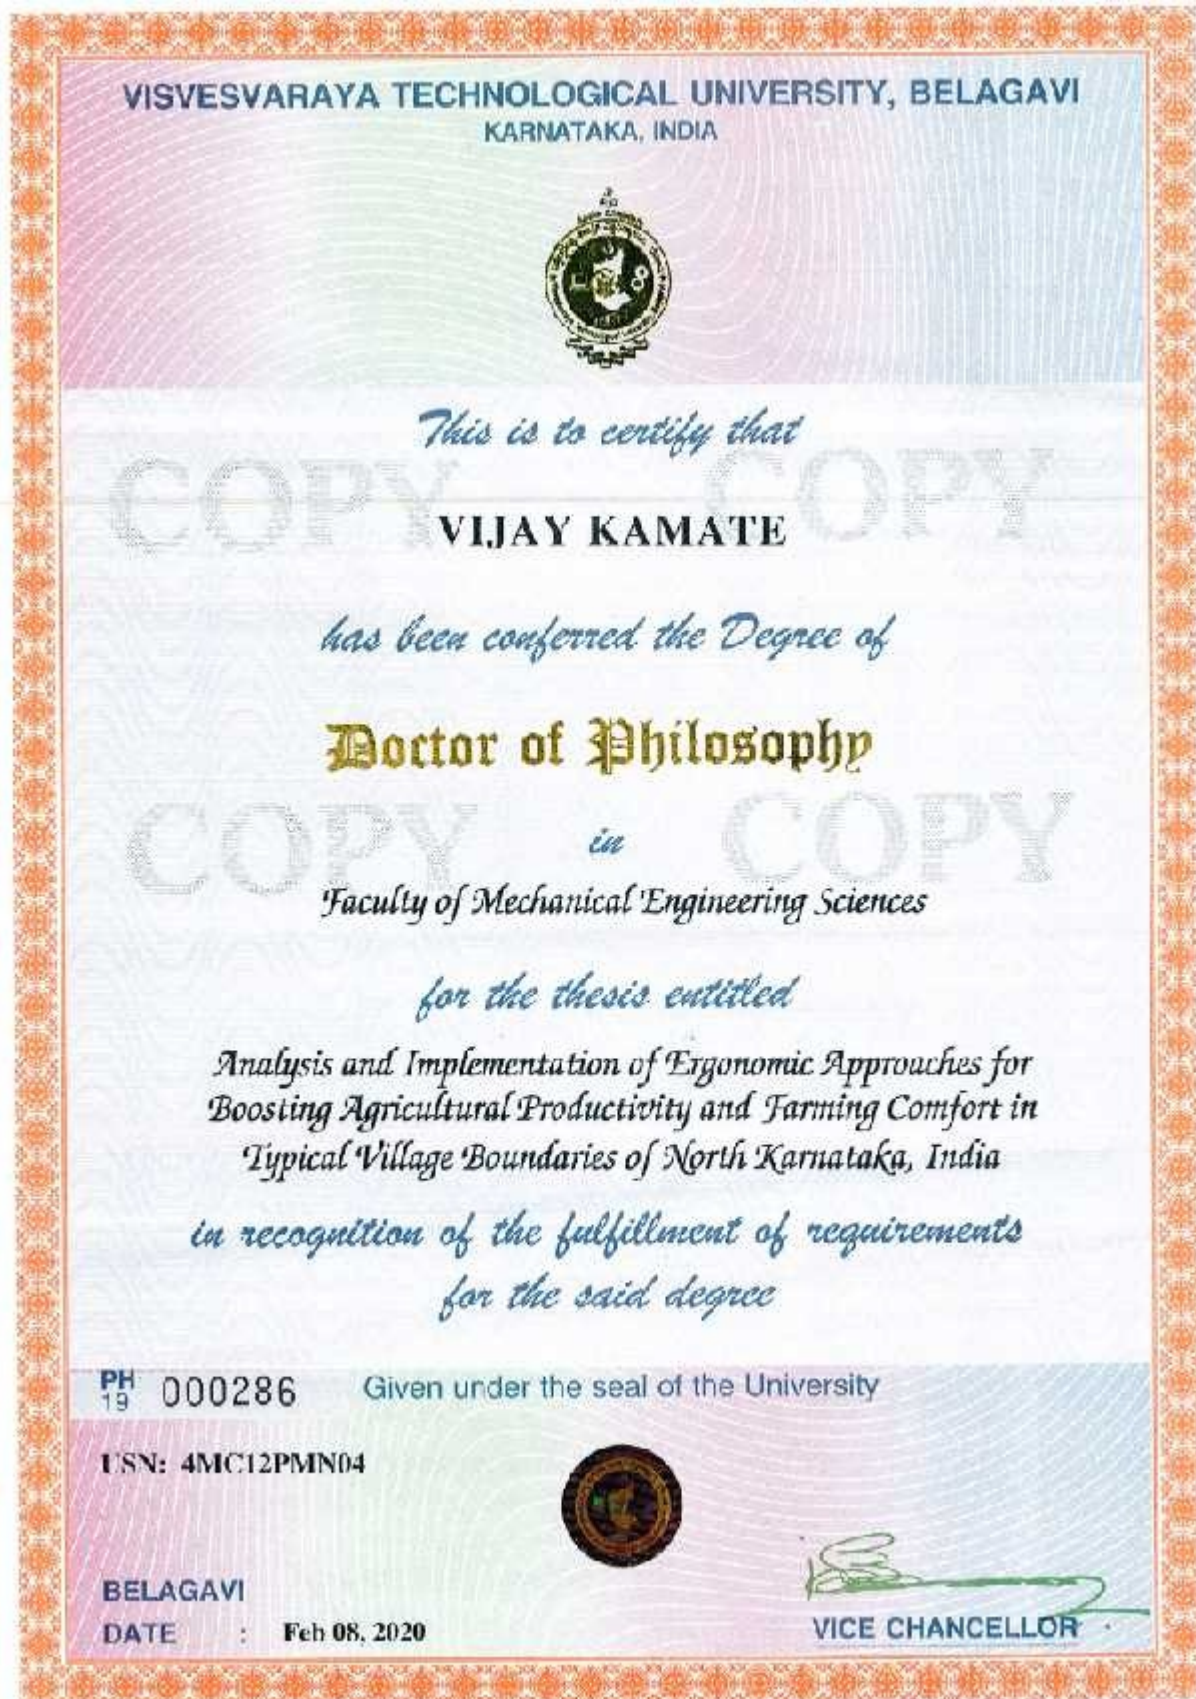 VISVESVARAYA TECHNOLOGICAL UNIVERSITY, BELAGAVI
KARNATAKA, INDIA
This is to certify that
COPY COPY
VIJAY KAMATE
has been conferred the Degree of
Doctor of Philosophy
COPY COPY
in
Faculty of Mechanical Engineering Sciences
for the thesis entitled
Analysis and Implementation of Ergonomic Approaches for
Boosting Agricultural Productivity and Farming Comfort in
Typical Village Boundaries of North Karnataka, India
in recognition of the fulfillment of requirements
for the said degree
PH 19 000286 Given under the seal of the University
USN: 4MC12PMN04
BELAGAVI
DATE : Feb 08, 2020
VICE CHANCELLOR